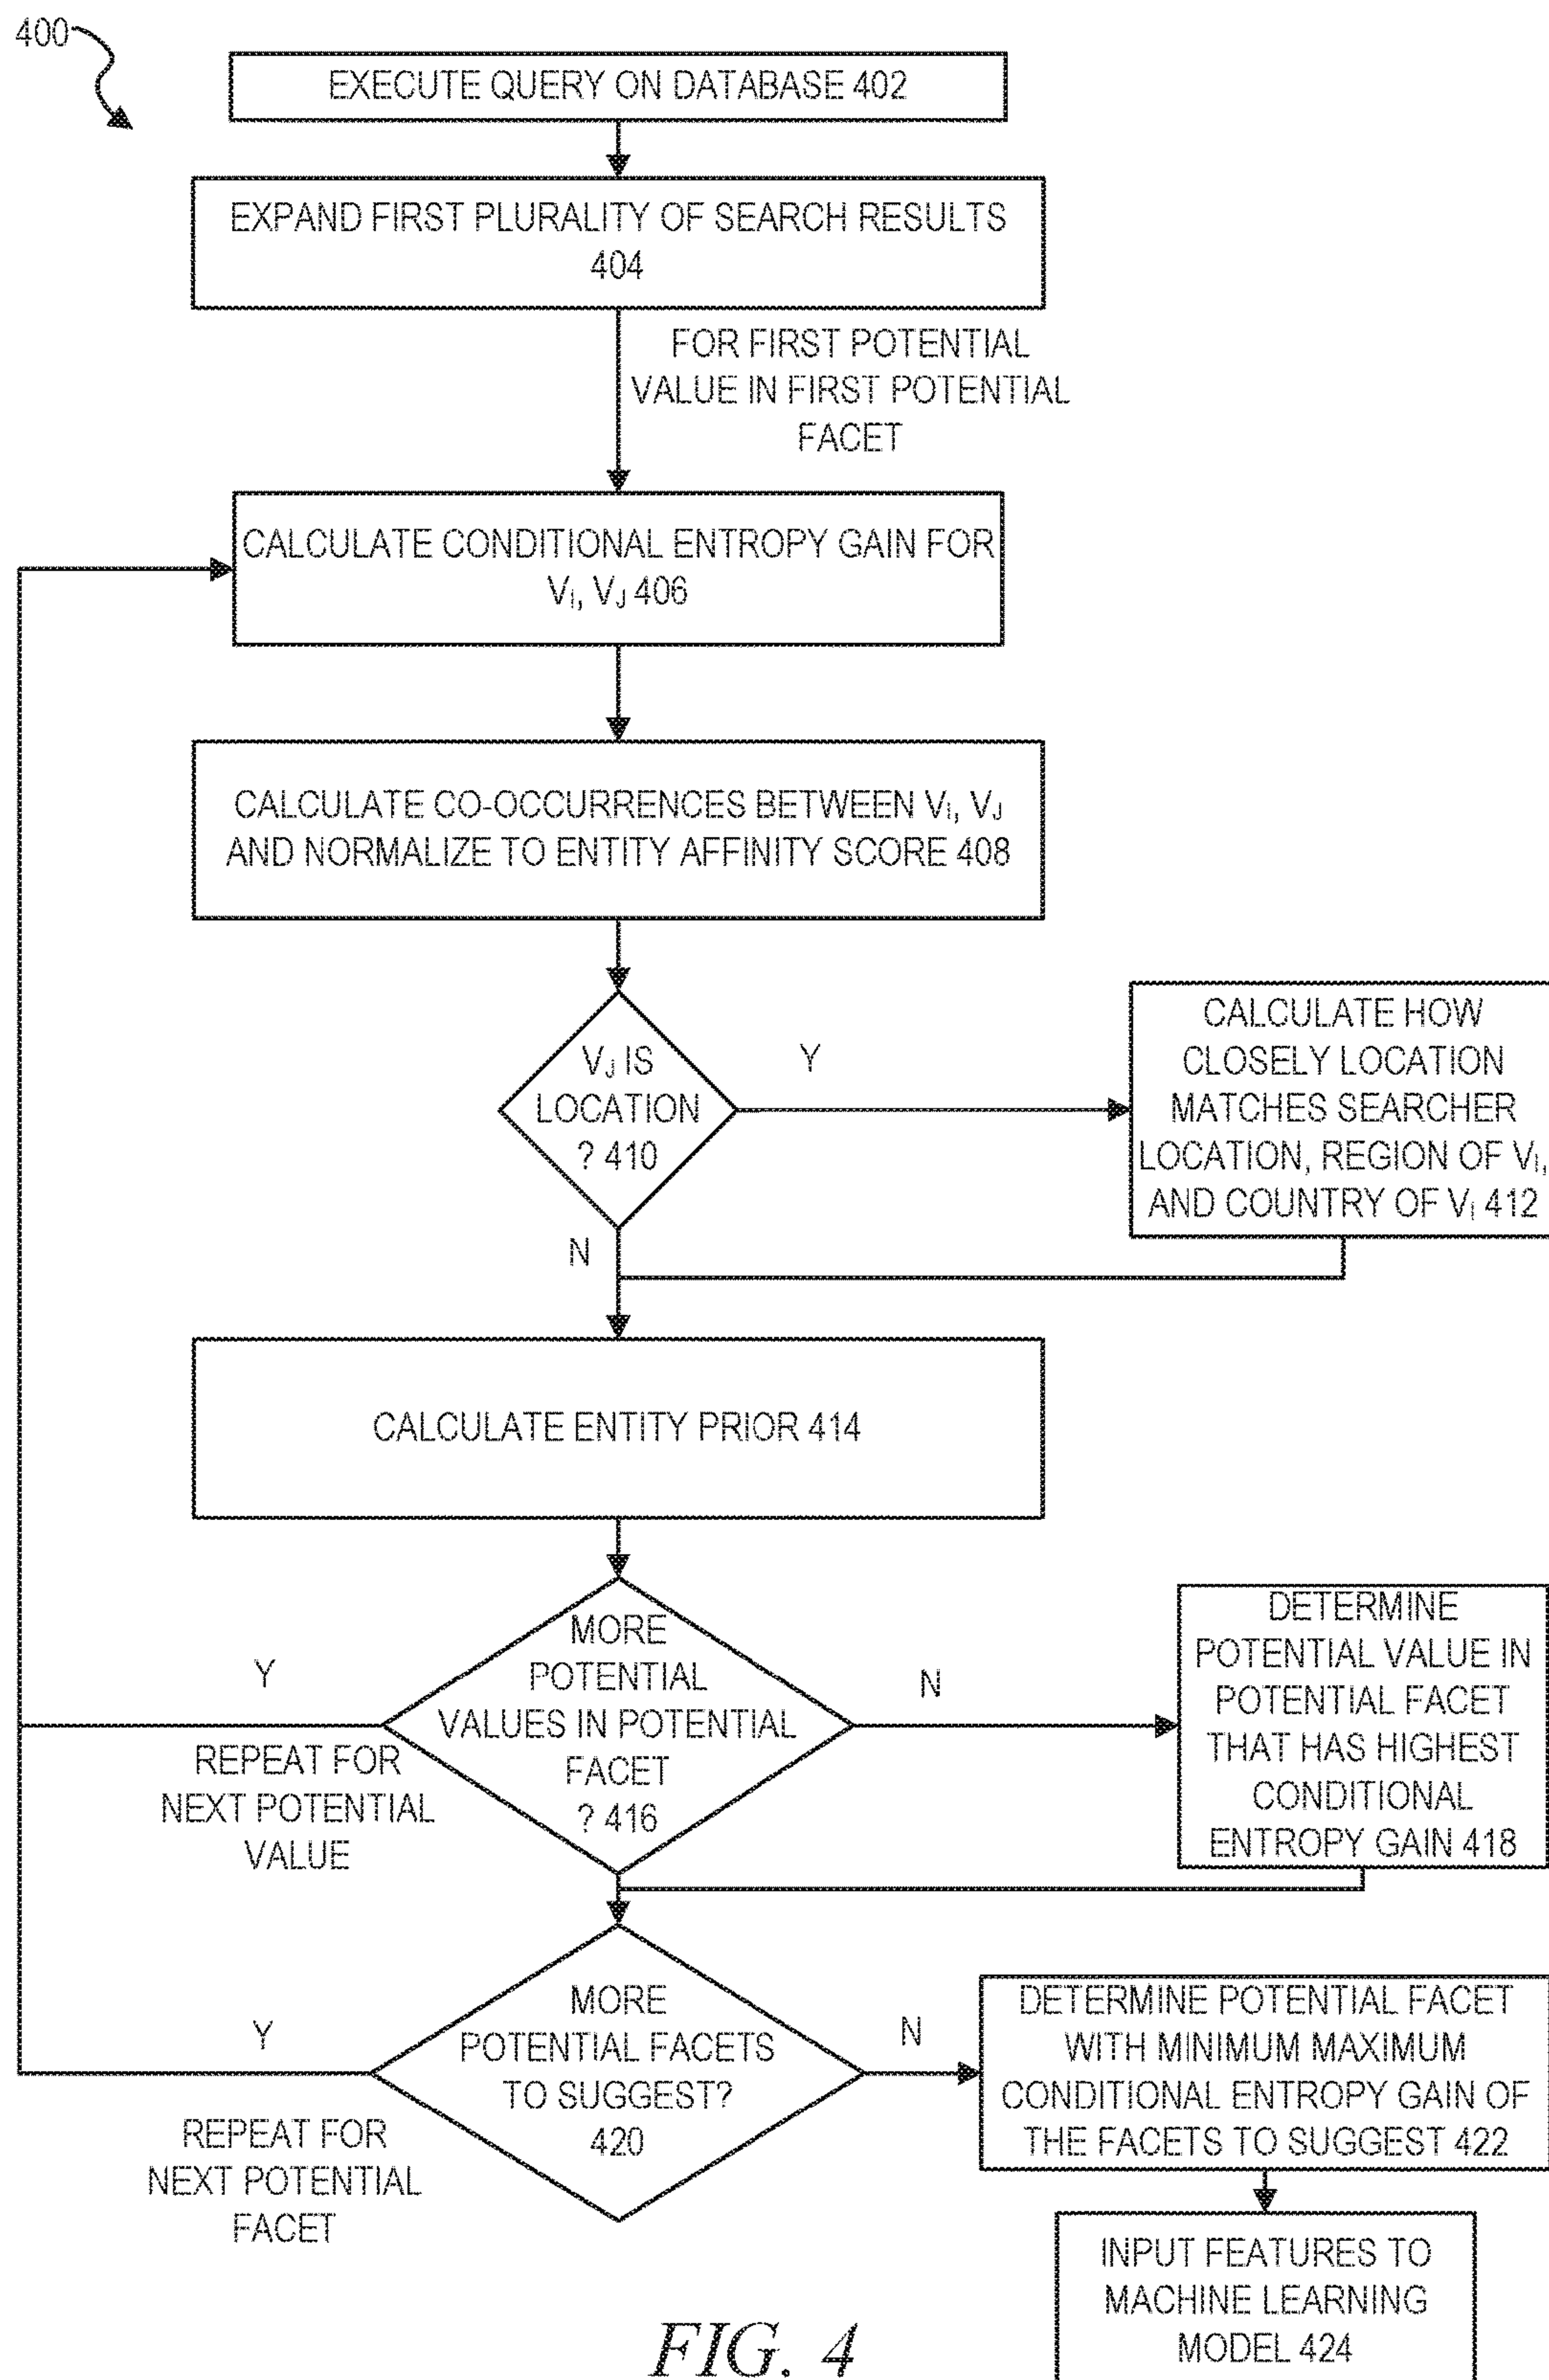 400
EXECUTE QUERY ON DATABASE 402
EXPAND FIRST PLURALITY OF SEARCH RESULTS
404
FOR FIRST POTENTIAL
VALUE IN FIRST POTENTIAL
FACET
CALCULATE CONDITIONAL ENTROPY GAIN FOR
Vᵢ, V_J 406
CALCULATE CO-OCCURRENCES BETWEEN Vᵢ, V_J
AND NORMALIZE TO ENTITY AFFINITY SCORE 408
V_J IS
LOCATION
? 410
Y
CALCULATE HOW
CLOSELY LOCATION
MATCHES SEARCHER
LOCATION, REGION OF Vᵢ,
AND COUNTRY OF Vᵢ 412
N
CALCULATE ENTITY PRIOR 414
MORE
POTENTIAL
VALUES IN POTENTIAL
FACET
? 416
Y
REPEAT FOR
NEXT POTENTIAL
VALUE
N
DETERMINE
POTENTIAL VALUE IN
POTENTIAL FACET
THAT HAS HIGHEST
CONDITIONAL
ENTROPY GAIN 418
MORE
POTENTIAL FACETS
TO SUGGEST?
420
Y
REPEAT FOR
NEXT POTENTIAL
FACET
N
DETERMINE POTENTIAL FACET
WITH MINIMUM MAXIMUM
CONDITIONAL ENTROPY GAIN OF
THE FACETS TO SUGGEST 422
INPUT FEATURES TO
MACHINE LEARNING
MODEL 424
FIG. 4